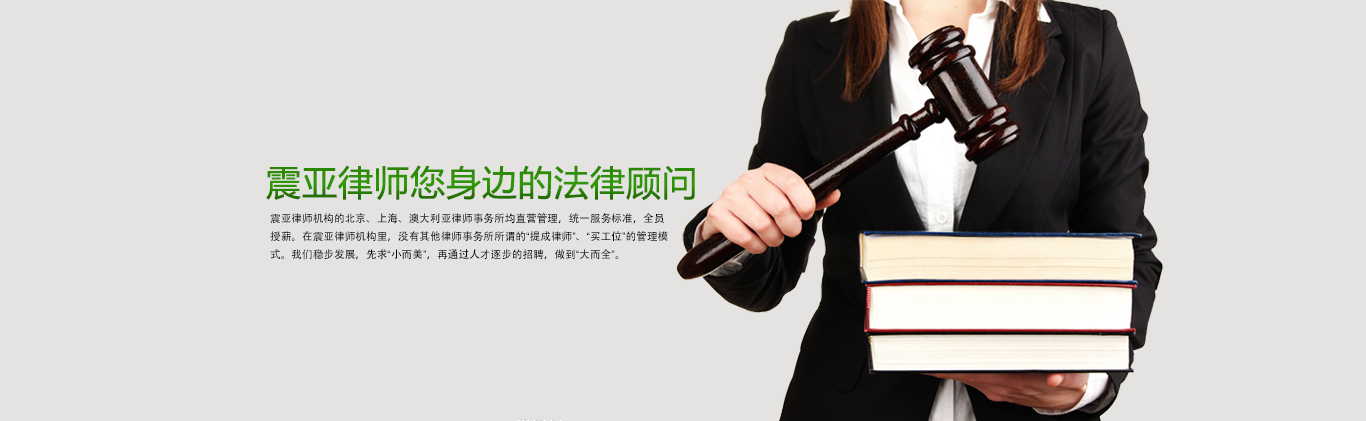 震亚律师您身边的法律顾问
震亚律师机构的北京、上海、澳大利亚律师事务所均直营管理，统一服务标准，全员
授薪。在震亚律师机构里，没有其他律师事务所所谓的“提成律师”、“买工位”的管理模
式。我们稳步发展，先求“小而美”，再通过人才逐步的招聘，做到“大而全”。